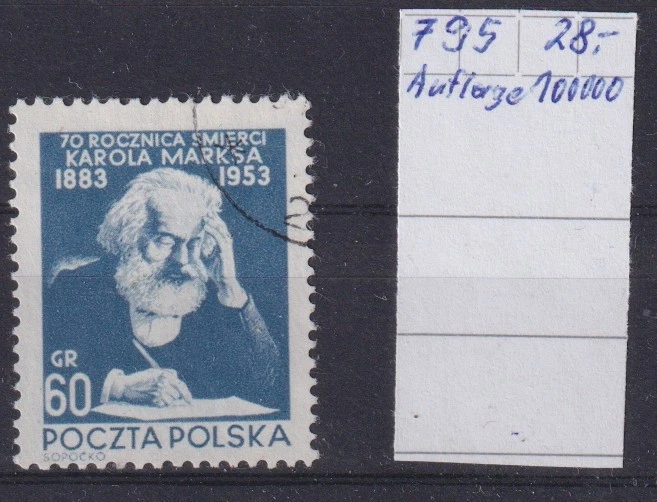 70 ROCZNICA ŚMIERCI
KAROLA MARKSA
1883 1953
GR
60
POCZTA POLSKA
SOPOĆKO
795 28.-
Auflage 100000